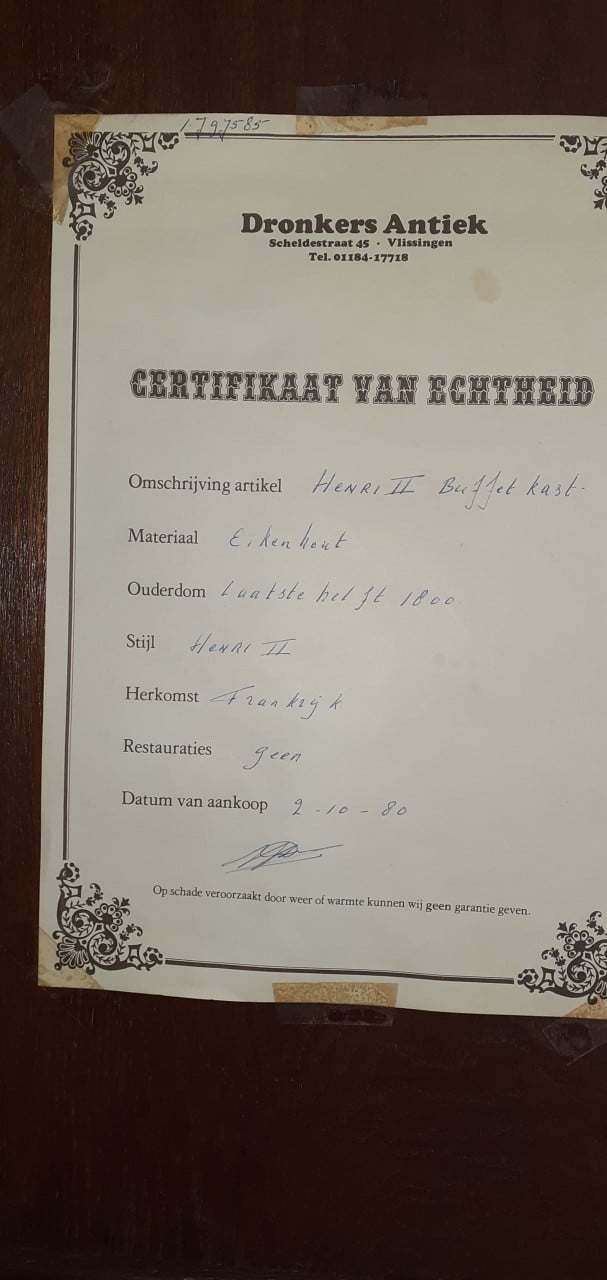 1797585
Dronkers Antiek
Scheldestraat 45 · Vlissingen
Tel. 01184-17718
CERTIFIKAAT VAN ECHTHEID
Omschrijving artikel HENRI II Buffet kast.
Materiaal Eikenhout
Ouderdom laatste helft 1800.
Stijl HENRI II
Herkomst Frankrijk
Restauraties geen
Datum van aankoop 2-10-80
Op schade veroorzaakt door weer of warmte kunnen wij geen garantie geven.